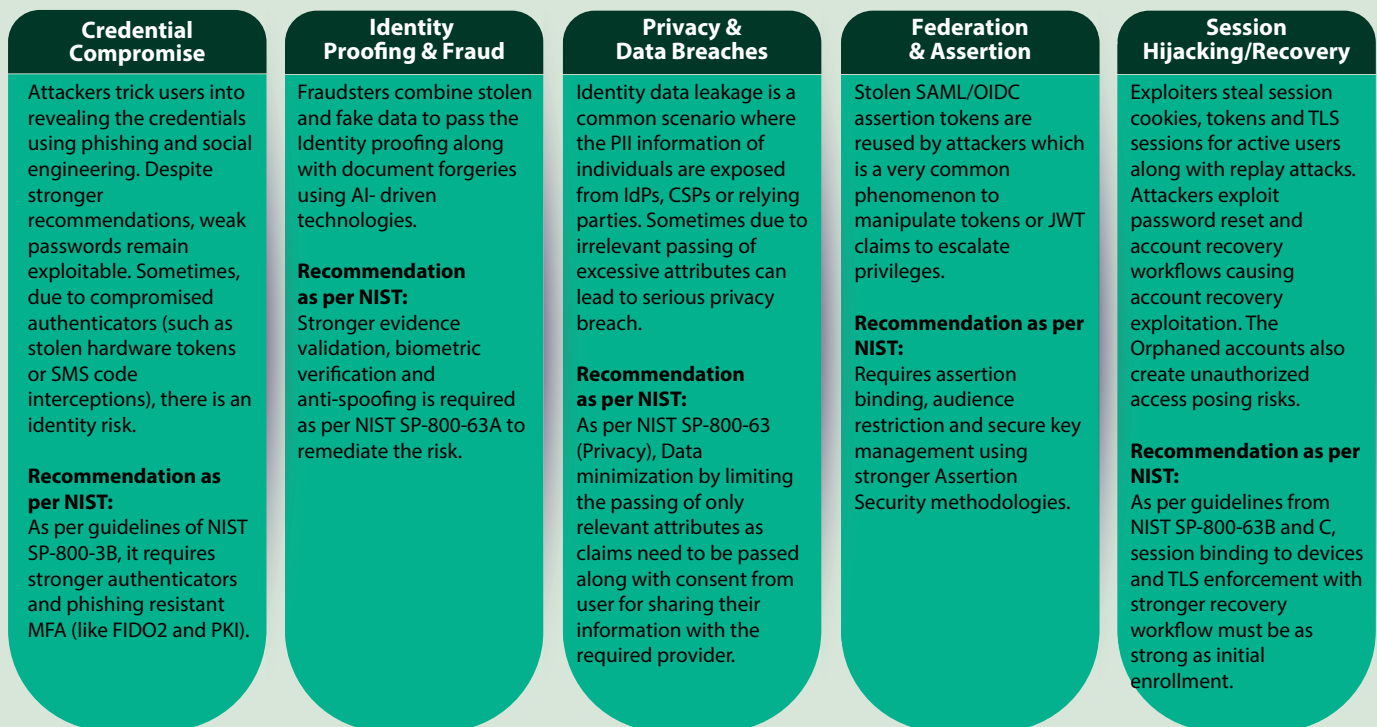 Credential
Compromise
Attackers trick users into
revealing the credentials
using phishing and social
engineering. Despite
stronger
recommendations, weak
passwords remain
exploitable. Sometimes,
due to compromised
authenticators (such as
stolen hardware tokens
or SMS code
interceptions), there is an
identity risk.
Recommendation as
per NIST:
As per guidelines of NIST
SP-800-3B, it requires
stronger authenticators
and phishing resistant
MFA (like FIDO2 and PKI).
Identity
Proofing & Fraud
Fraudsters combine stolen
and fake data to pass the
Identity proofing along
with document forgeries
using AI- driven
technologies.
Recommendation
as per NIST:
Stronger evidence
validation, biometric
verification and
anti-spoofing is required
as per NIST SP-800-63A to
remediate the risk.
Privacy &
Data Breaches
Identity data leakage is a
common scenario where
the PII information of
individuals are exposed
from IdPs, CSPs or relying
parties. Sometimes due to
irrelevant passing of
excessive attributes can
lead to serious privacy
breach.
Recommendation
as per NIST:
As per NIST SP-800-63
(Privacy), Data
minimization by limiting
the passing of only
relevant attributes as
claims need to be passed
along with consent from
user for sharing their
information with the
required provider.
Federation
& Assertion
Stolen SAML/OIDC
assertion tokens are
reused by attackers which
is a very common
phenomenon to
manipulate tokens or JWT
claims to escalate
privileges.
Recommendation as per
NIST:
Requires assertion
binding, audience
restriction and secure key
management using
stronger Assertion
Security methodologies.
Session
Hijacking/Recovery
Exploiters steal session
cookies, tokens and TLS
sessions for active users
along with replay attacks.
Attackers exploit
password reset and
account recovery
workflows causing
account recovery
exploitation. The
Orphaned accounts also
create unauthorized
access posing risks.
Recommendation as per
NIST:
As per guidelines from
NIST SP-800-63B and C,
session binding to devices
and TLS enforcement with
stronger recovery
workflow must be as
strong as initial
enrollment.